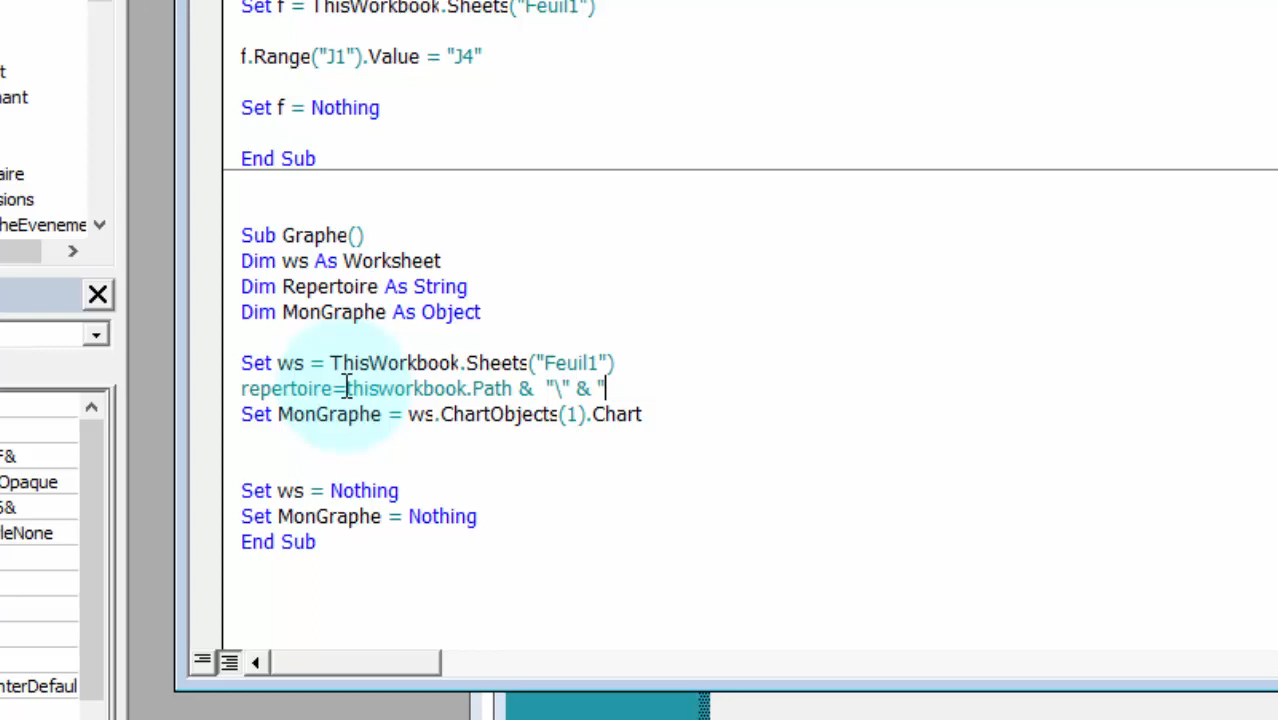 Set f = ThisWorkbook.Sheets("Feuil1")
f.Range("J1").Value = "J4"
Set f = Nothing
End Sub
Sub Graphe()
Dim ws As Worksheet
Dim Repertoire As String
Dim MonGraphe As Object
Set ws = ThisWorkbook.Sheets("Feuil1")
repertoire=thisworkbook.Path &  "\" & "
Set MonGraphe = ws.ChartObjects(1).Chart
Set ws = Nothing
Set MonGraphe = Nothing
End Sub
t
nant
aire
sions
heEveneme
F&
Opaque
6&
leNone
nterDefaul